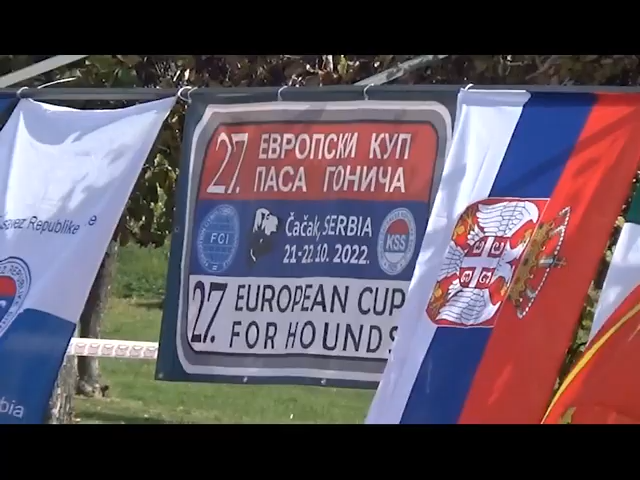 27. ЕВРОПСКИ КУП
ПАСА ГОНИЧА
Čačak, SERBIA
21-22.10. 2022.
FCI
KSS
27. EUROPEAN CUP
FOR HOUNDS
Savez Republike